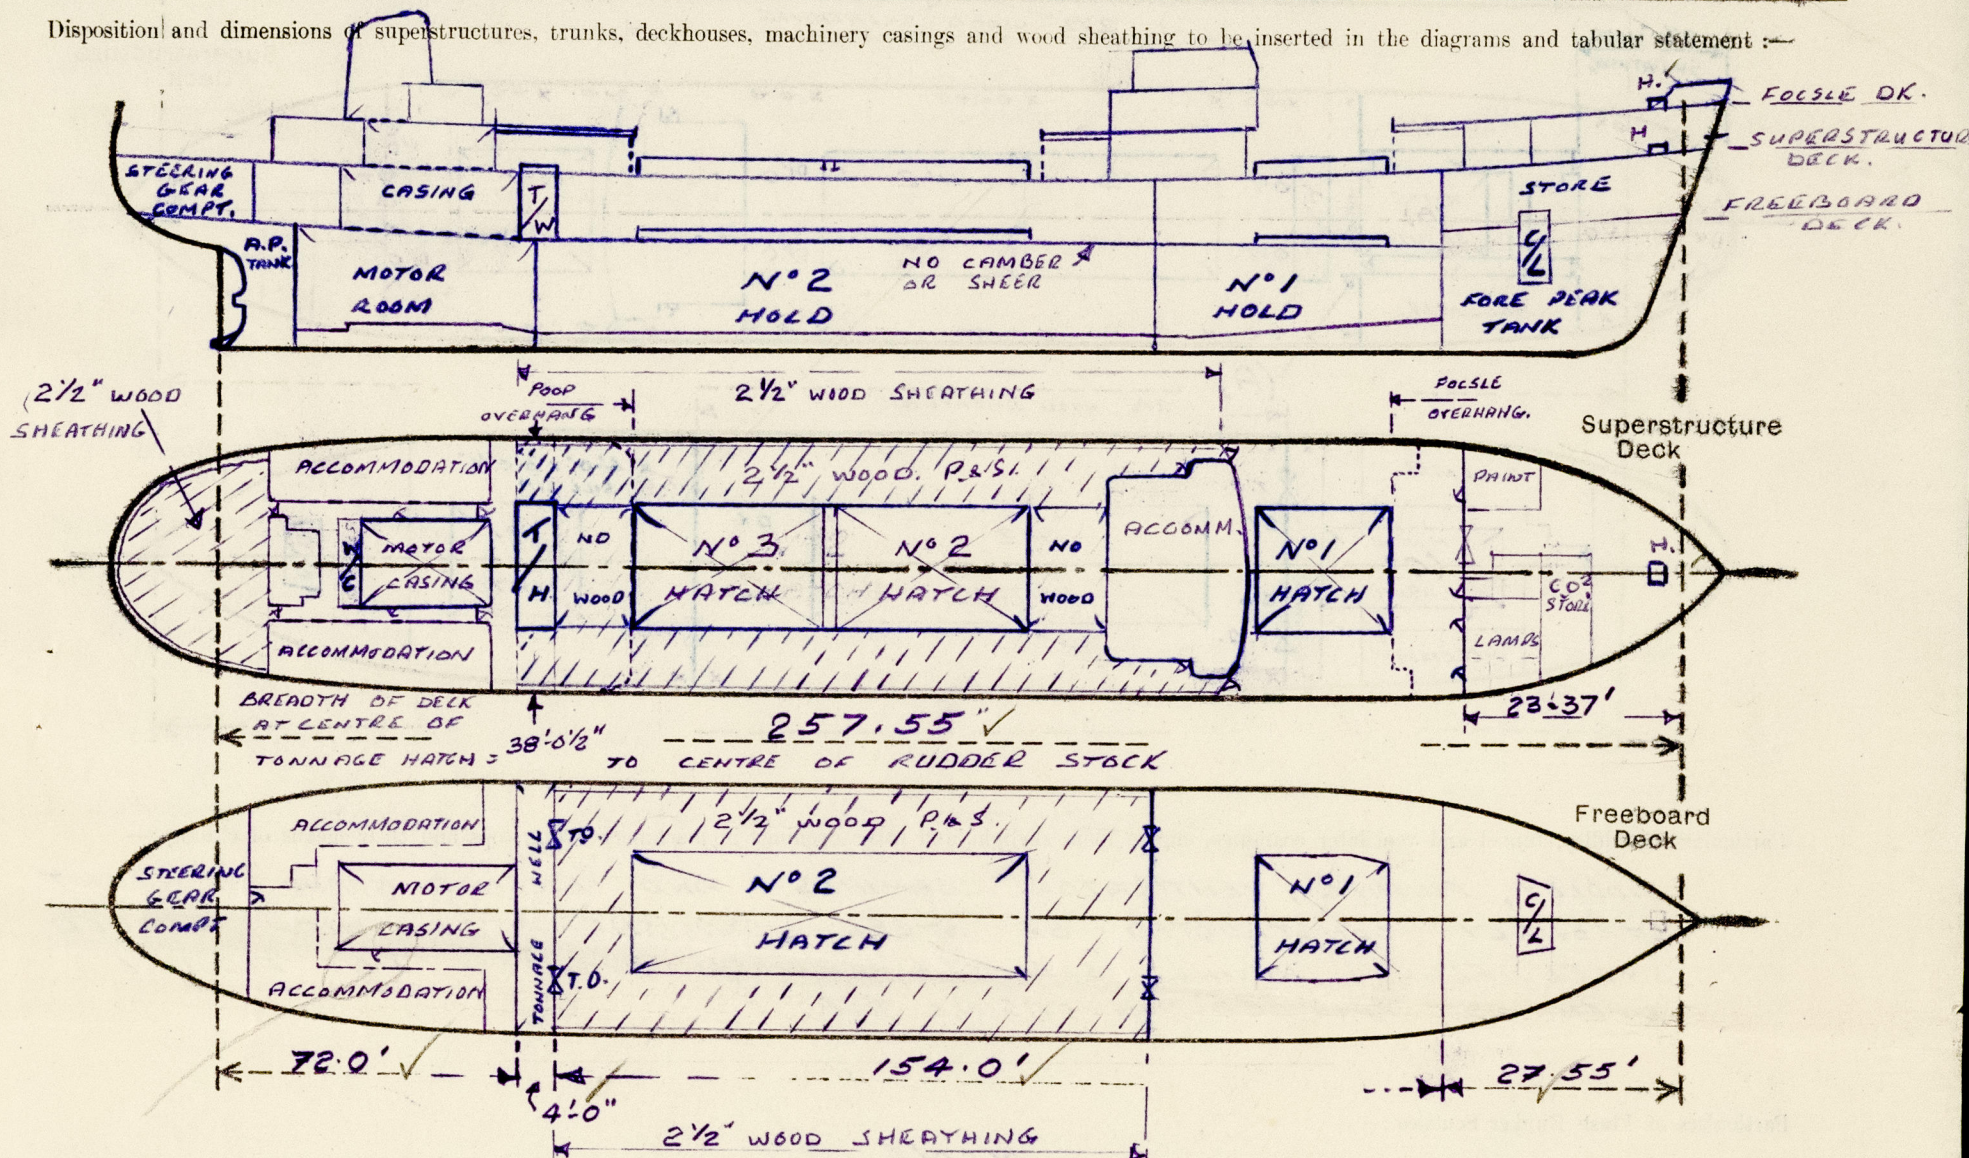 Disposition and dimensions of superstructures, trunks, deckhouses, machinery casings and wood sheathing to be inserted in the diagrams and tabular statement :—
H. FOCSLE DK.
H SUPERSTRUCTUR
DECK.
STEERING
GEAR
COMPT.
CASING
T/W
STORE
FREEBOARD
DECK.
A.P.
TANK
MOTOR
ROOM
Nº 2
HOLD
NO CAMBER
OR SHEER
Nº 1
HOLD
C/L
FORE PEAK
TANK
2½" WOOD
SHEATHING
POOP
OVERHANG
2½" WOOD SHEATHING
FOCSLE
OVERHANG.
Superstructure
Deck
ACCOMMODATION
2½" WOOD. P.&S.
PAINT
MOTOR
CASING
T/H
NO
WOOD
Nº 3
HATCH
Nº 2
HATCH
NO
WOOD
ACCOMM.
Nº 1
HATCH
H.
CO2
STORE
LAMPS
ACCOMMODATION
BREADTH OF DECK
AT CENTRE OF
TONNAGE HATCH = 38'-0½"
257.55"
TO CENTRE OF RUDDER STOCK
23.37'
Freeboard
Deck
ACCOMMODATION
STEERING
GEAR
COMPT
MOTOR
CASING
TONNAGE WELL
T.O.
T.O.
2½" WOOD P.&S.
Nº 2
HATCH
Nº 1
HATCH
C/L
ACCOMMODATION
72.0'
4'-0"
154.0'
27.55'
2½" WOOD SHEATHING